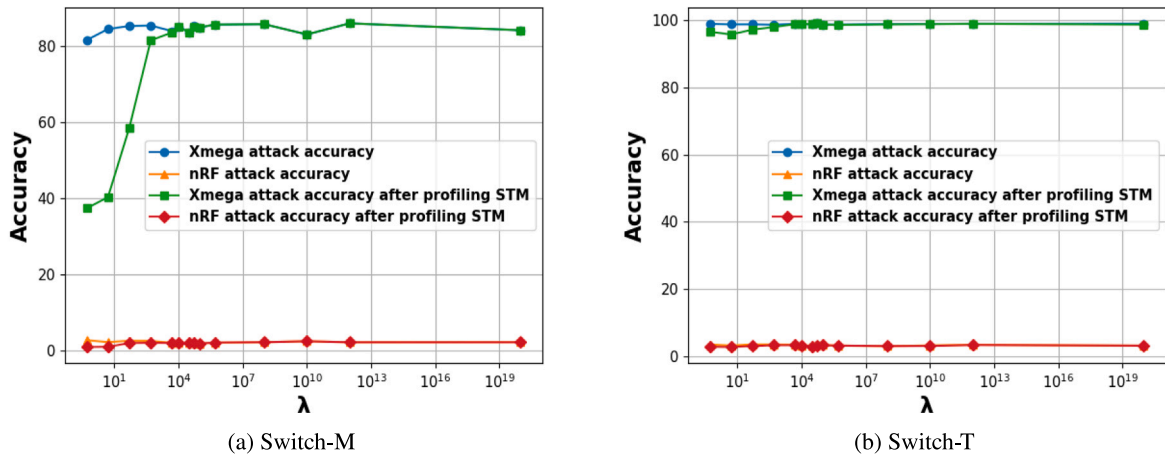 Accuracy
80
60
40
20
0
Xmega attack accuracy
nRF attack accuracy
Xmega attack accuracy after profiling STM
nRF attack accuracy after profiling STM
10^1 10^4 10^7 10^10 10^13 10^16 10^19
λ
(a) Switch-M
Accuracy
100
80
60
40
20
0
Xmega attack accuracy
nRF attack accuracy
Xmega attack accuracy after profiling STM
nRF attack accuracy after profiling STM
10^1 10^4 10^7 10^10 10^13 10^16 10^19
λ
(b) Switch-T